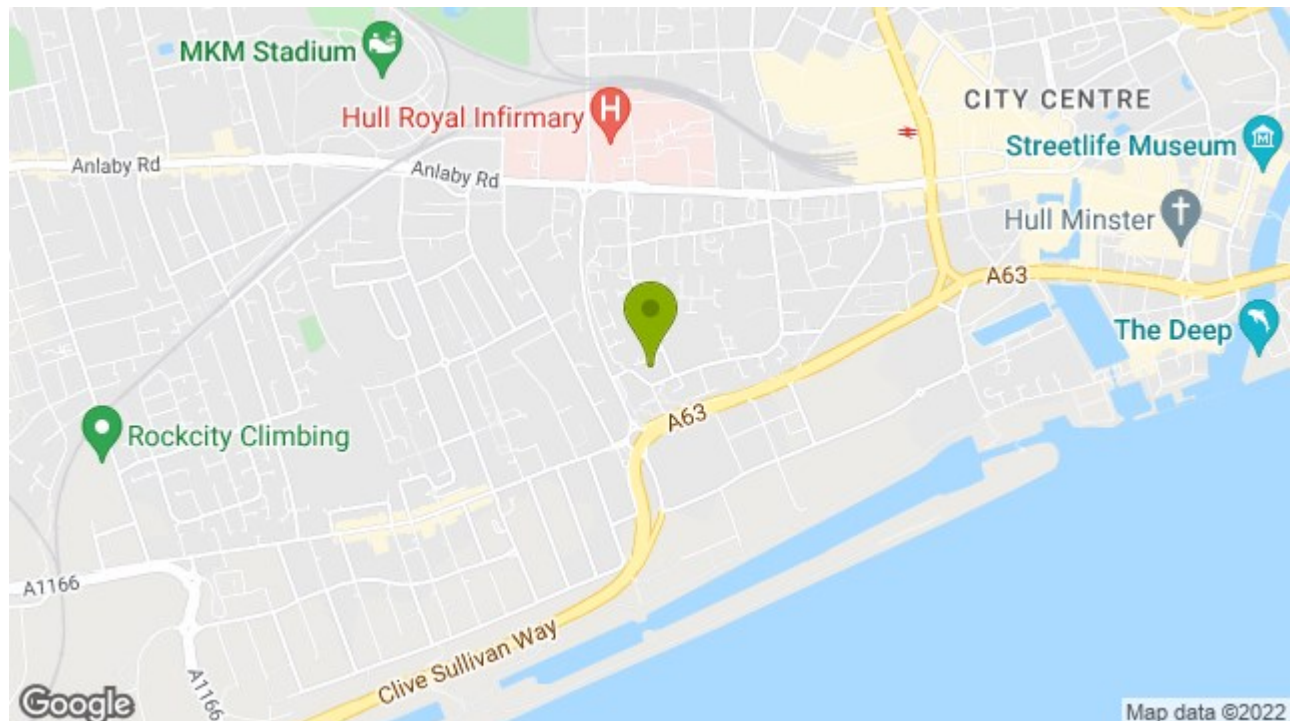 MKM Stadium
Hull Royal Infirmary
H
CITY CENTRE
Streetlife Museum
M
Anlaby Rd
Anlaby Rd
Hull Minster
A63
The Deep
A63
Rockcity Climbing
A1166
Clive Sullivan Way
A1166
Google
Map data ©2022